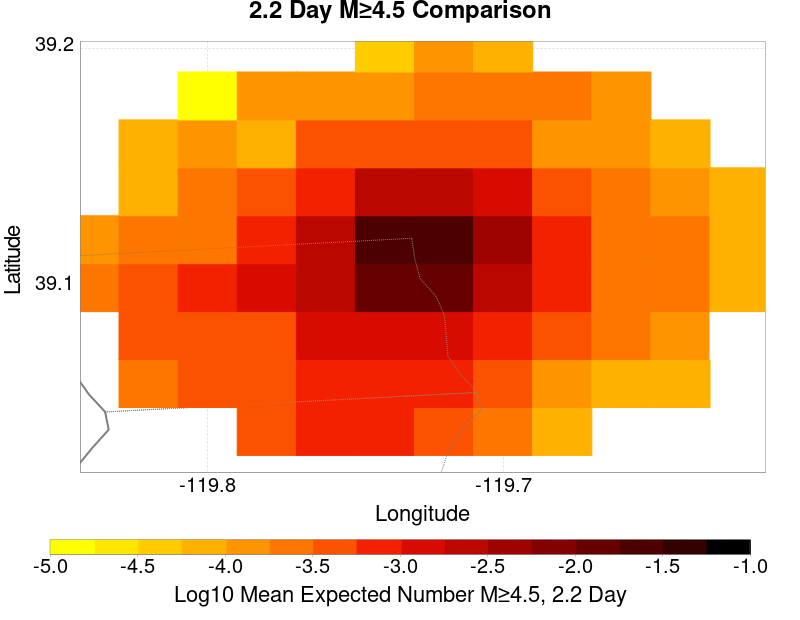 2.2 Day M≥4.5 Comparison
39.2
39.1
Latitude
-119.8 -119.7
Longitude
-5.0 -4.5 -4.0 -3.5 -3.0 -2.5 -2.0 -1.5 -1.0
Log10 Mean Expected Number M≥4.5, 2.2 Day